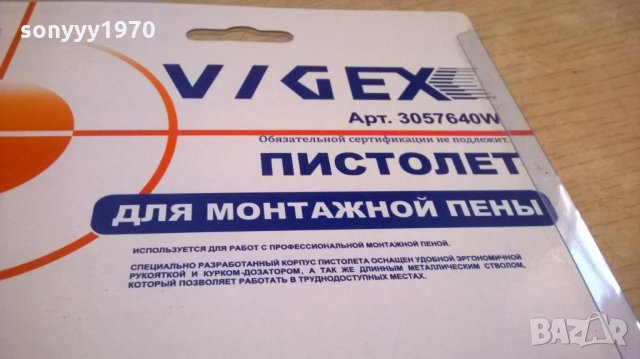 sonyyy1970
VIGEX
Арт. 3057640W
Обязательной сертификации не подлежит.
ПИСТОЛЕТ
ДЛЯ МОНТАЖНОЙ ПЕНЫ
ИСПОЛЬЗУЕТСЯ ДЛЯ РАБОТ С ПРОФЕССИОНАЛЬНОЙ МОНТАЖНОЙ ПЕНОЙ.
СПЕЦИАЛЬНО РАЗРАБОТАННЫЙ КОРПУС ПИСТОЛЕТА ОСНАЩЕН УДОБНОЙ ЭРГОНОМИЧНОЙ
РУКОЯТКОЙ И КУРКОМ-ДОЗАТОРОМ, А ТАК ЖЕ ДЛИННЫМ МЕТАЛЛИЧЕСКИМ СТВОЛОМ,
КОТОРЫЙ ПОЗВОЛЯЕТ РАБОТАТЬ В ТРУДНОДОСТУПНЫХ МЕСТАХ.
BAZAR